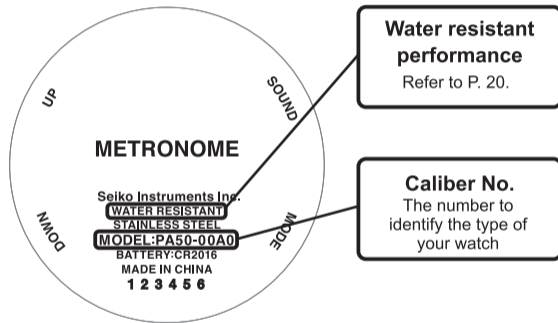 Water resistant
performance
Refer to P. 20.
UP
SOUND
METRONOME
Seiko Instruments Inc.
WATER RESISTANT
STAINLESS STEEL
MODEL:PA50-00A0
BATTERY:CR2016
MADE IN CHINA
1 2 3 4 5 6
DOWN
MODE
Caliber No.
The number to
identify the type of
your watch